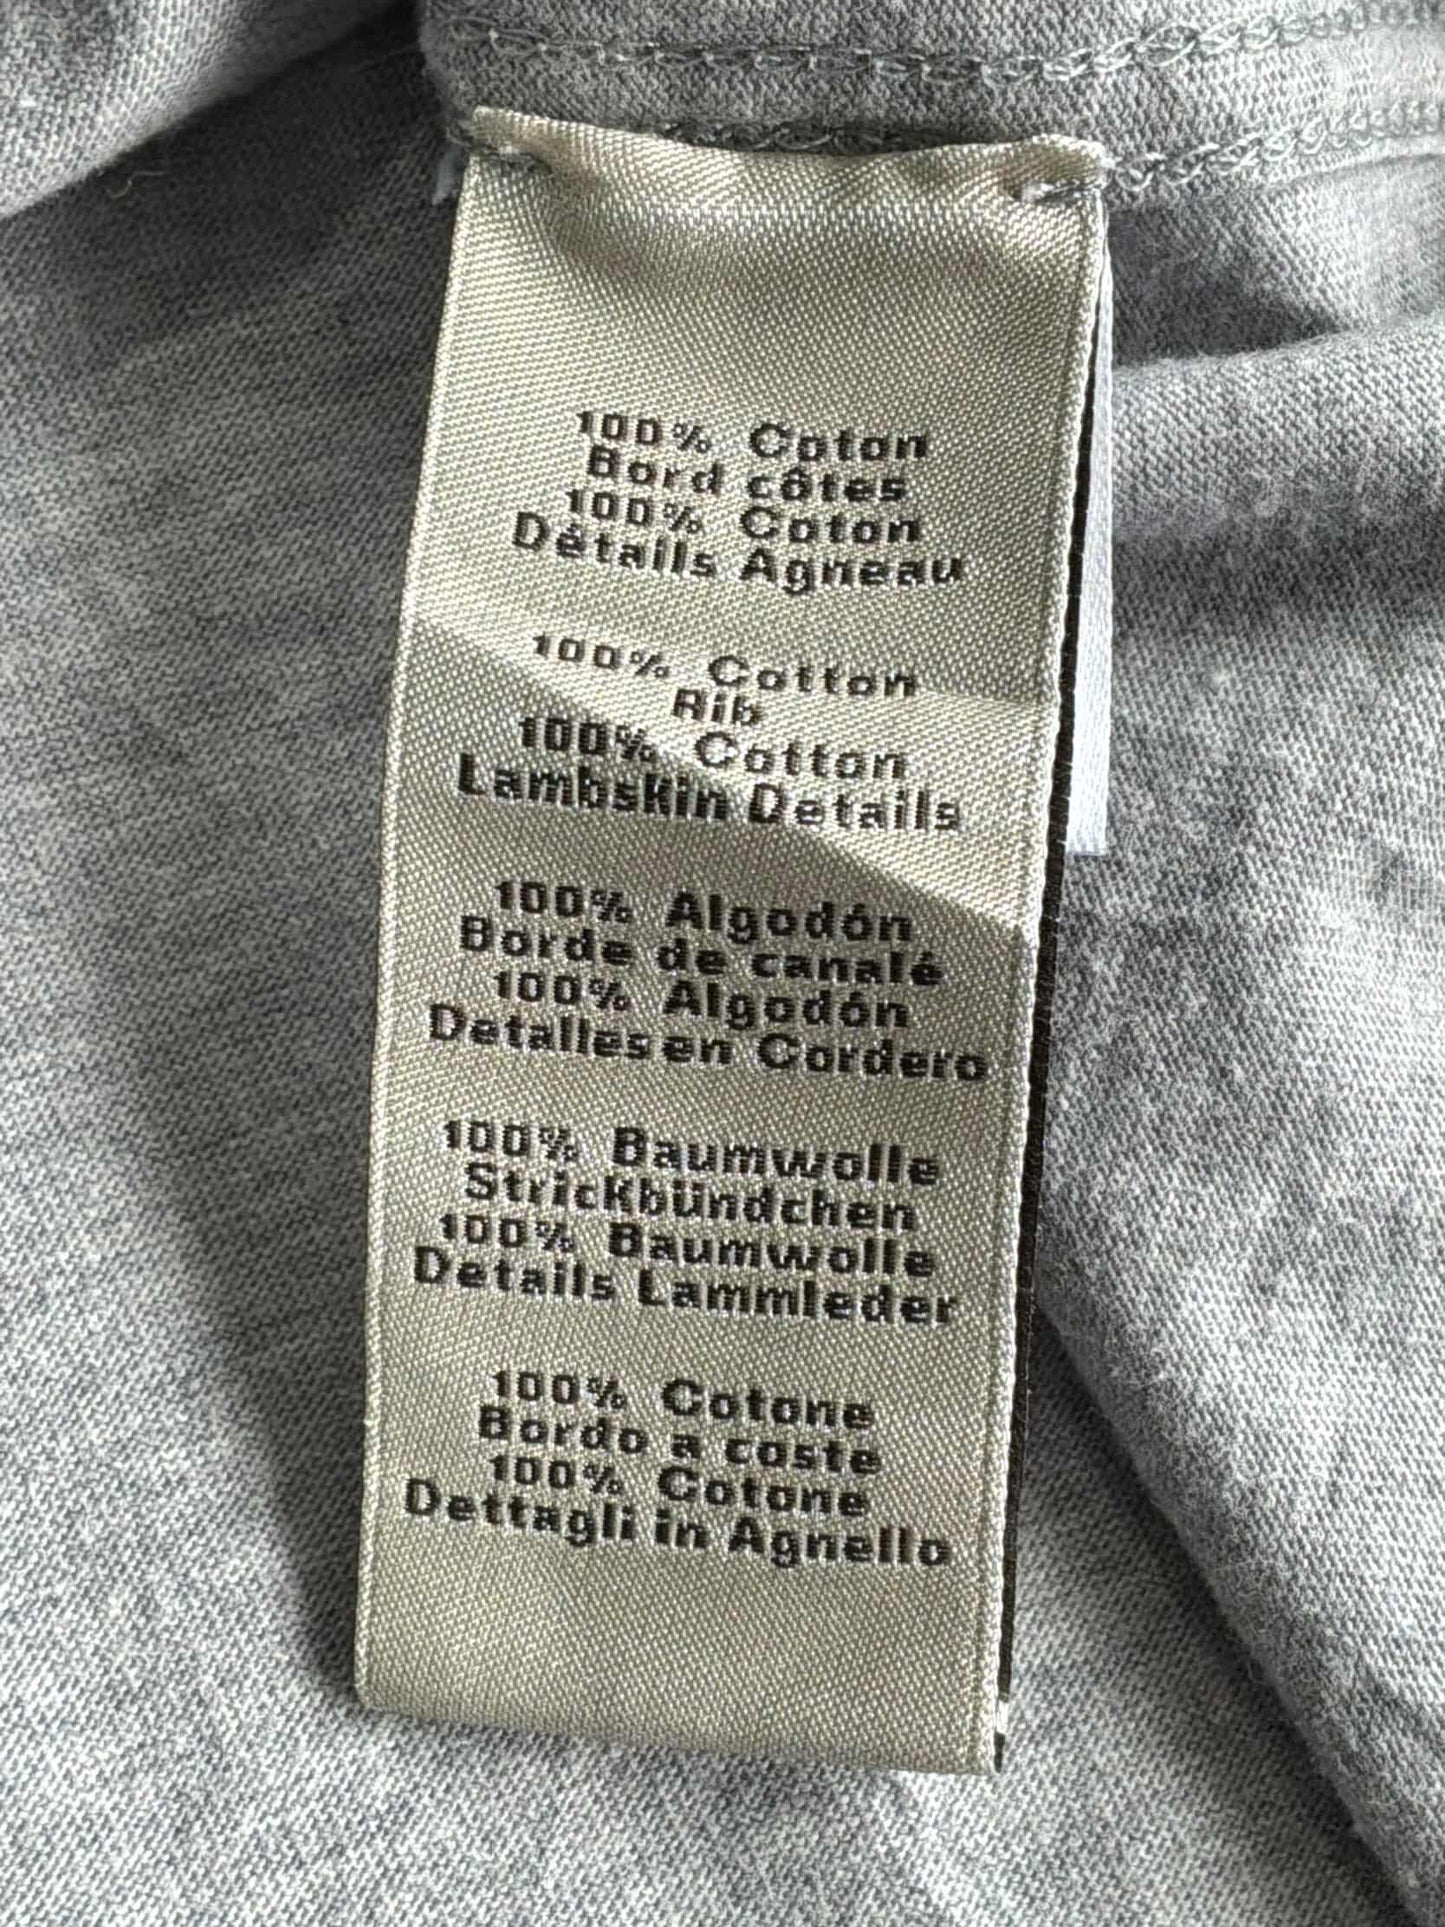 100% Coton
Bord côtes
100% Coton
Détails Agneau
100% Cotton
Rib
100% Cotton
Lambskin Details
100% Algodón
Borde de canalé
100% Algodón
Detalles en Cordero
100% Baumwolle
Strickbündchen
100% Baumwolle
Details Lammleder
100% Cotone
Bordo a coste
100% Cotone
Dettagli in Agnello